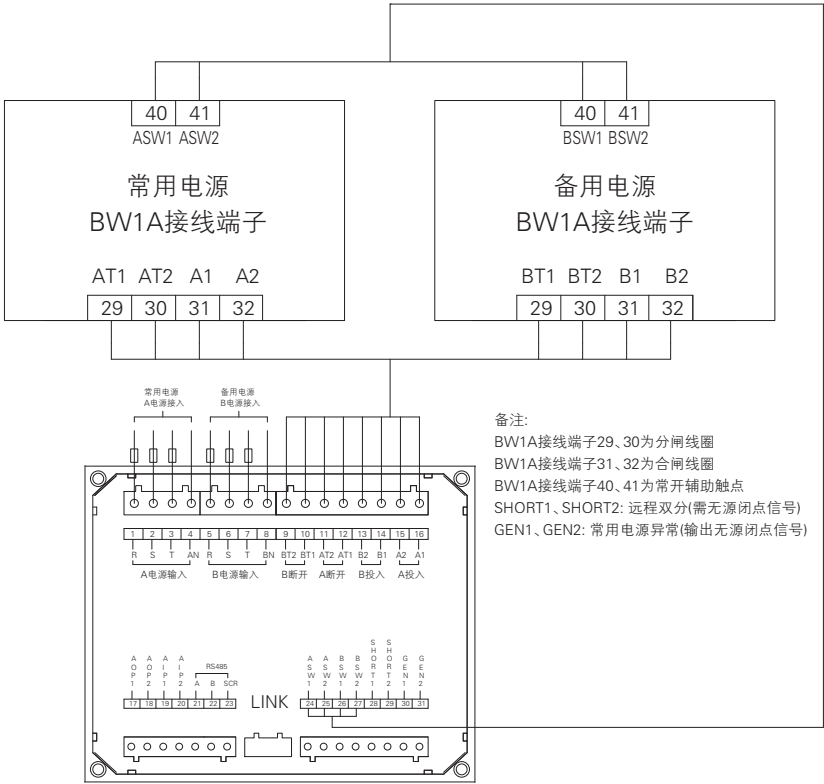 40 41
ASW1 ASW2
常用电源
BW1A接线端子
AT1 AT2 A1 A2
29 30 31 32
40 41
BSW1 BSW2
备用电源
BW1A接线端子
BT1 BT2 B1 B2
29 30 31 32
常用电源
A电源接入
备用电源
B电源接入
备注:
BW1A接线端子29、30为分闸线圈
BW1A接线端子31、32为合闸线圈
BW1A接线端子40、41为常开辅助触点
SHORT1、SHORT2: 远程双分(需无源闭点信号)
GEN1、GEN2: 常用电源异常(输出无源闭点信号)
1 2 3 4 5 6 7 8 9 10 11 12 13 14 15 16
R S T AN R S T BN BT2 BT1 AT2 AT1 B2 B1 A2 A1
A电源输入 B电源输入 B断开 A断开 B投入 A投入
AOP1 AOP2 AIP1 AIP2 RS485 A B SCR
17 18 19 20 21 22 23
LINK
ASW1 ASW2 BSW1 BSW2 SHORT1 SHORT2 GEN1 GEN2
24 25 26 27 28 29 30 31